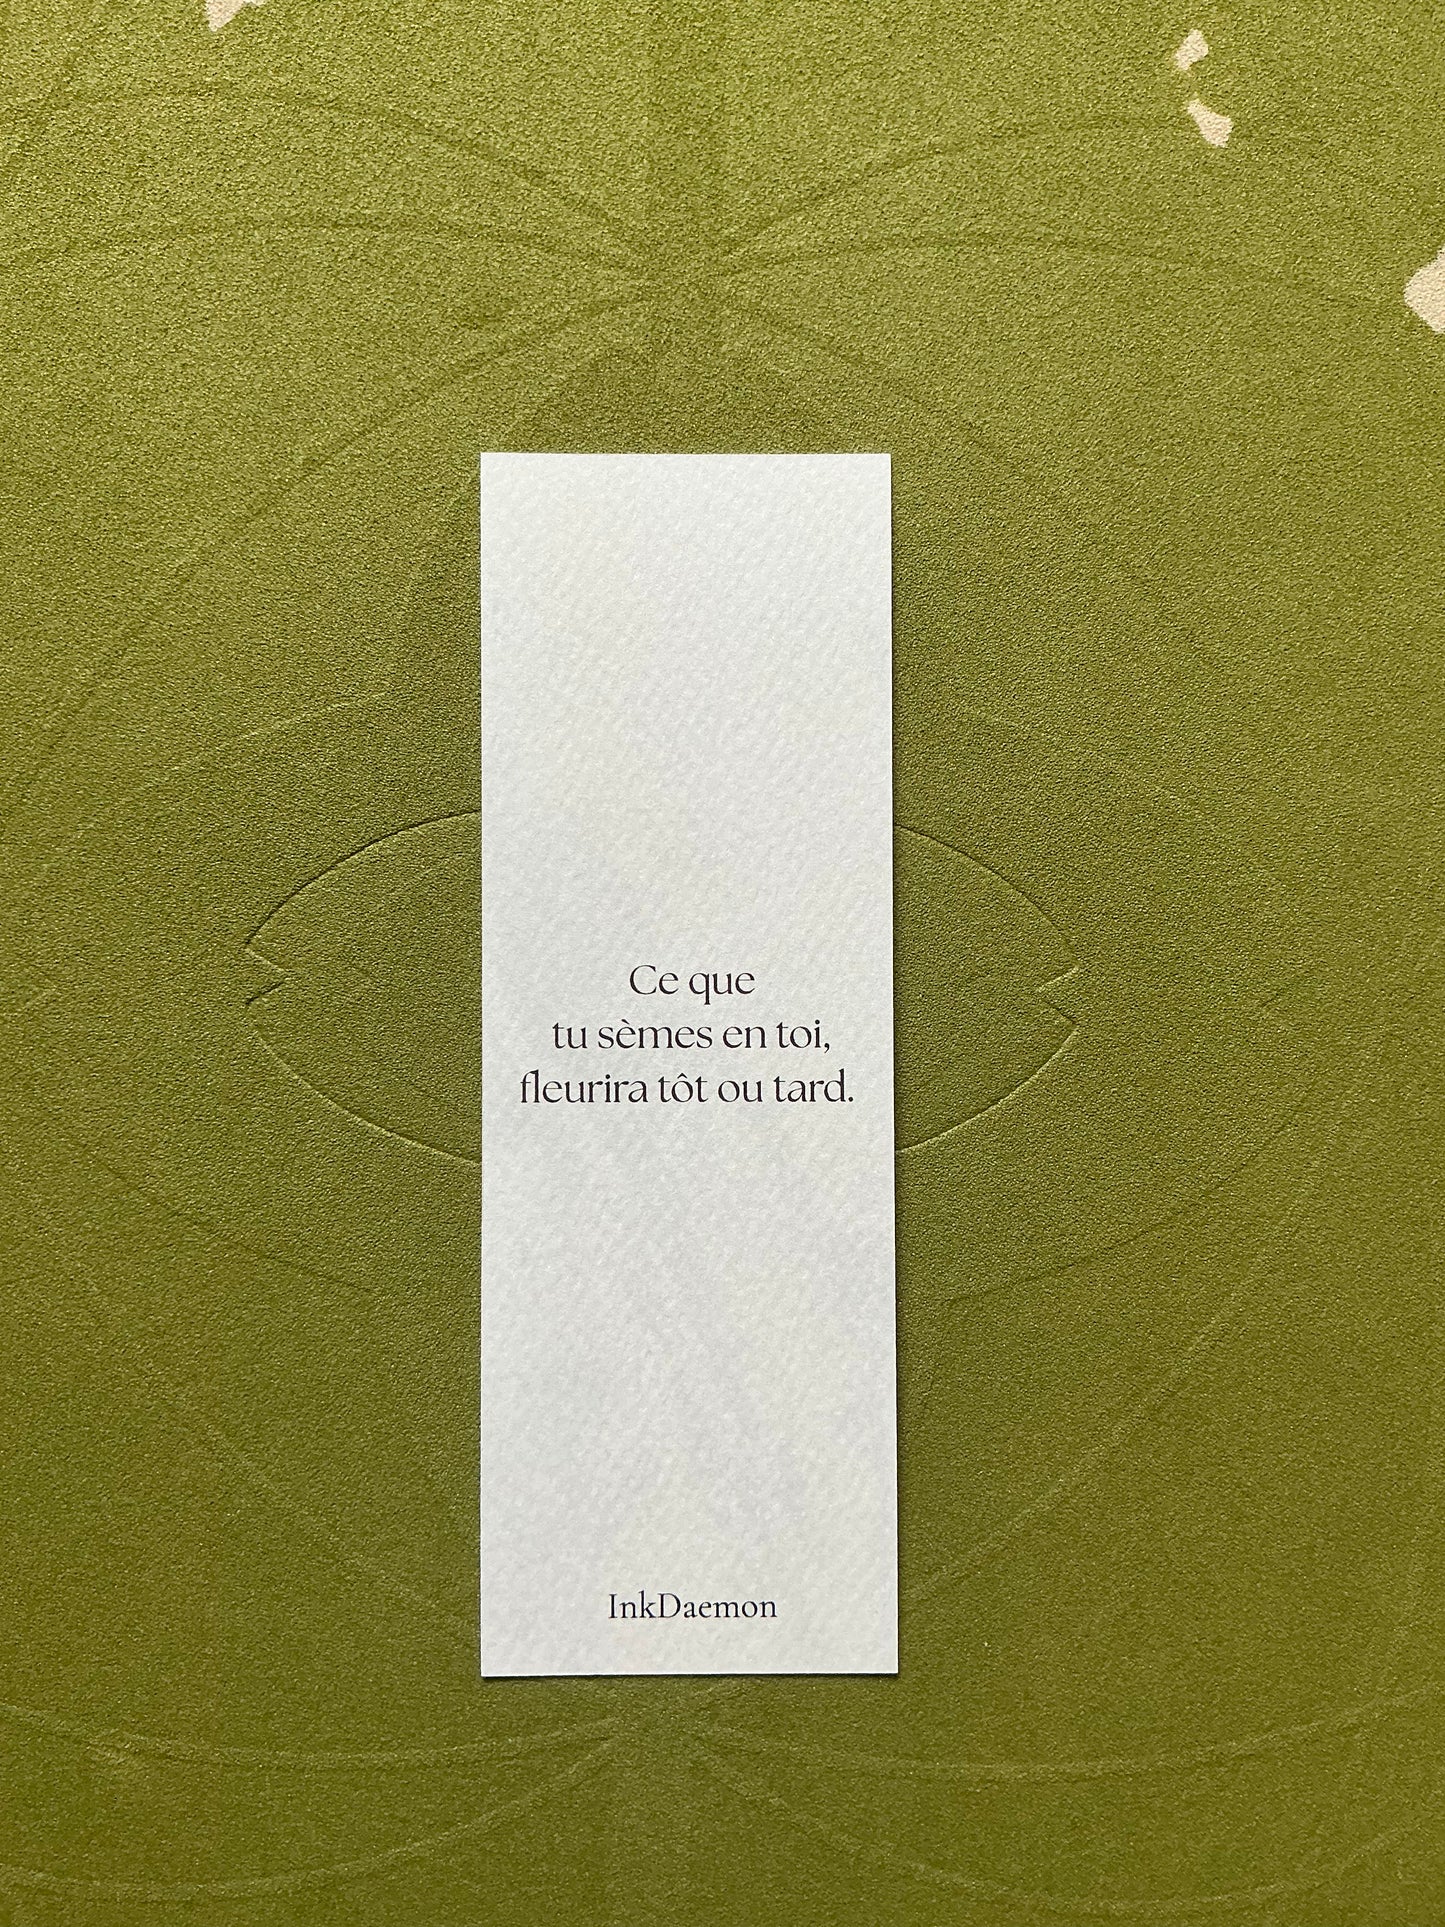 Ce que
tu sèmes en toi,
fleurira tôt ou tard.
InkDaemon